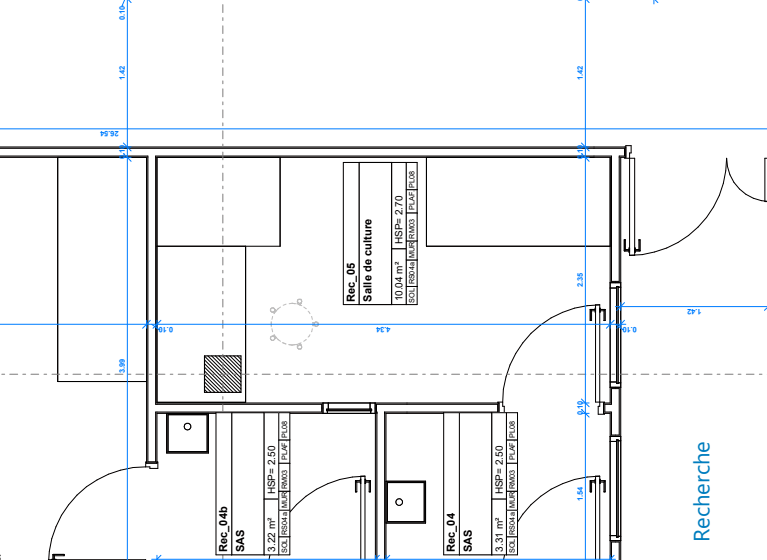 0.10
1.42
1.42
26.54
0.10
0.10
Rec_05
Salle de culture
10.04 m² HSP= 2.70
SOL RS04a MUR RM03 PLAF PL08
2.35
1.42
0.10
4.34
0.10
3.99
0.10
Rec_04b
SAS
3.22 m² HSP= 2.50
SOL RS04a MUR RM03 PLAF PL08
Rec_04
SAS
3.31 m² HSP= 2.50
SOL RS04a MUR RM03 PLAF PL08
1.54
Recherche